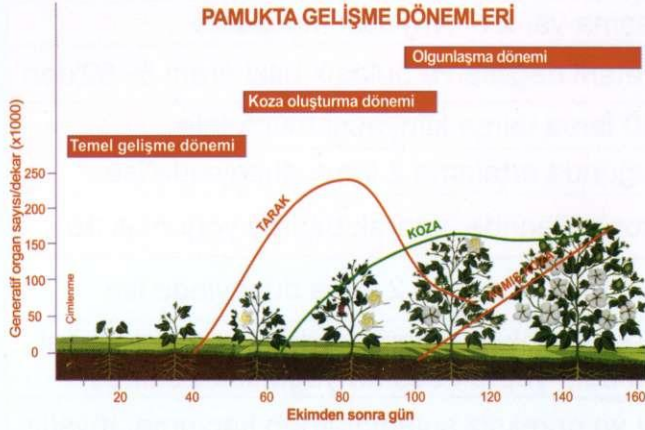 PAMUKTA GELİŞME DÖNEMLERİ
Olgunlaşma dönemi
Koza oluşturma dönemi
Temel gelişme dönemi
Generatif organ sayısı/dekar (x1000)
250
200
150
100
50
0
Çimlenme
TARAK
KOZA
20
40
60
80
100
120
140
160
Ekimden sonra gün